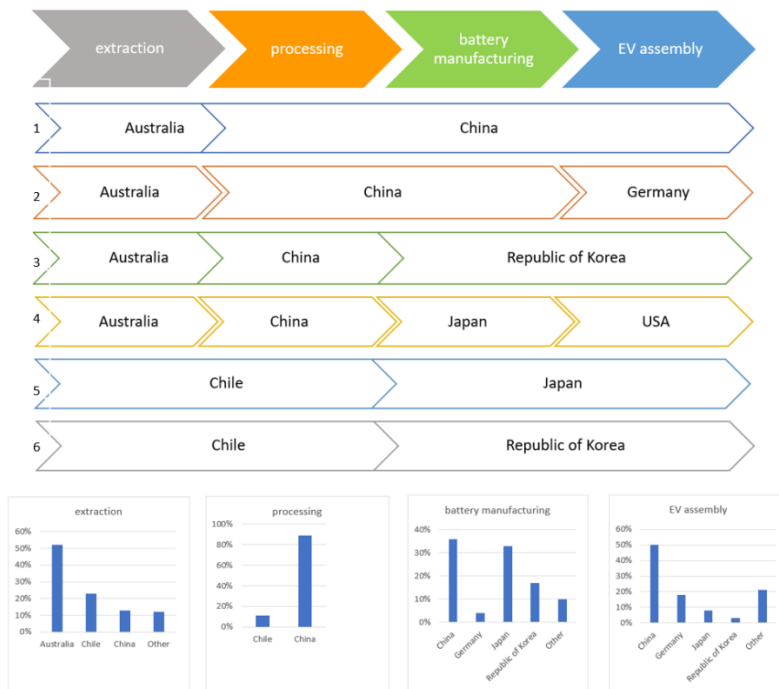 extraction
processing
battery
manufacturing
EV assembly
1
Australia
China
2
Australia
China
Germany
3
Australia
China
Republic of Korea
4
Australia
China
Japan
USA
5
Chile
Japan
6
Chile
Republic of Korea
extraction
60%
50%
40%
30%
20%
10%
0%
Australia
Chile
China
Other
processing
100%
80%
60%
40%
20%
0%
Chile
China
battery manufacturing
40%
30%
20%
10%
0%
China
Germany
Japan
Republic of Korea
Other
EV assembly
60%
50%
40%
30%
20%
10%
0%
China
Germany
Japan
Republic of Korea
Other